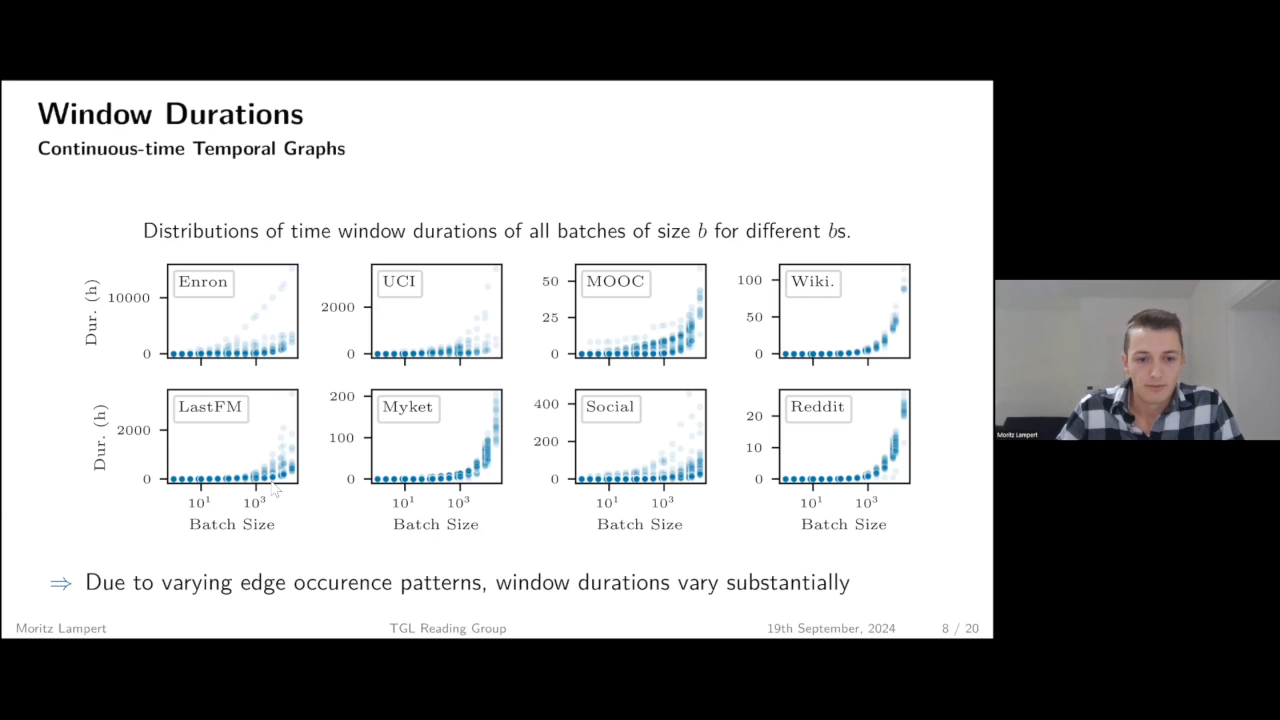 Window Durations
Continuous-time Temporal Graphs
Distributions of time window durations of all batches of size b for different bs.
Dur. (h)
10000
0
Enron
2000
0
UCI
50
25
0
MOOC
100
50
0
Wiki.
Dur. (h)
2000
0
LastFM
200
100
0
Myket
400
200
0
Social
20
10
0
Reddit
10¹ 10³
10¹ 10³
10¹ 10³
10¹ 10³
Batch Size
Batch Size
Batch Size
Batch Size
⇒ Due to varying edge occurence patterns, window durations vary substantially
Moritz Lampert TGL Reading Group 19th September, 2024 8 / 20
Moritz Lampert